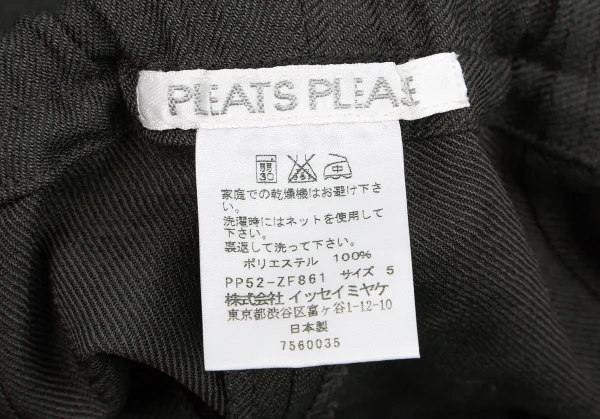 PLEATS PLEASE
家庭での乾燥機はお避け下さ
い。
洗濯時にはネットを使用して
下さい。
裏返して洗って下さい。
ポリエステル 100%
PP52-ZF861 サイズ 5
株式会社 イッセイミヤケ
東京都渋谷区富ヶ谷1-12-10
日本製
7560035